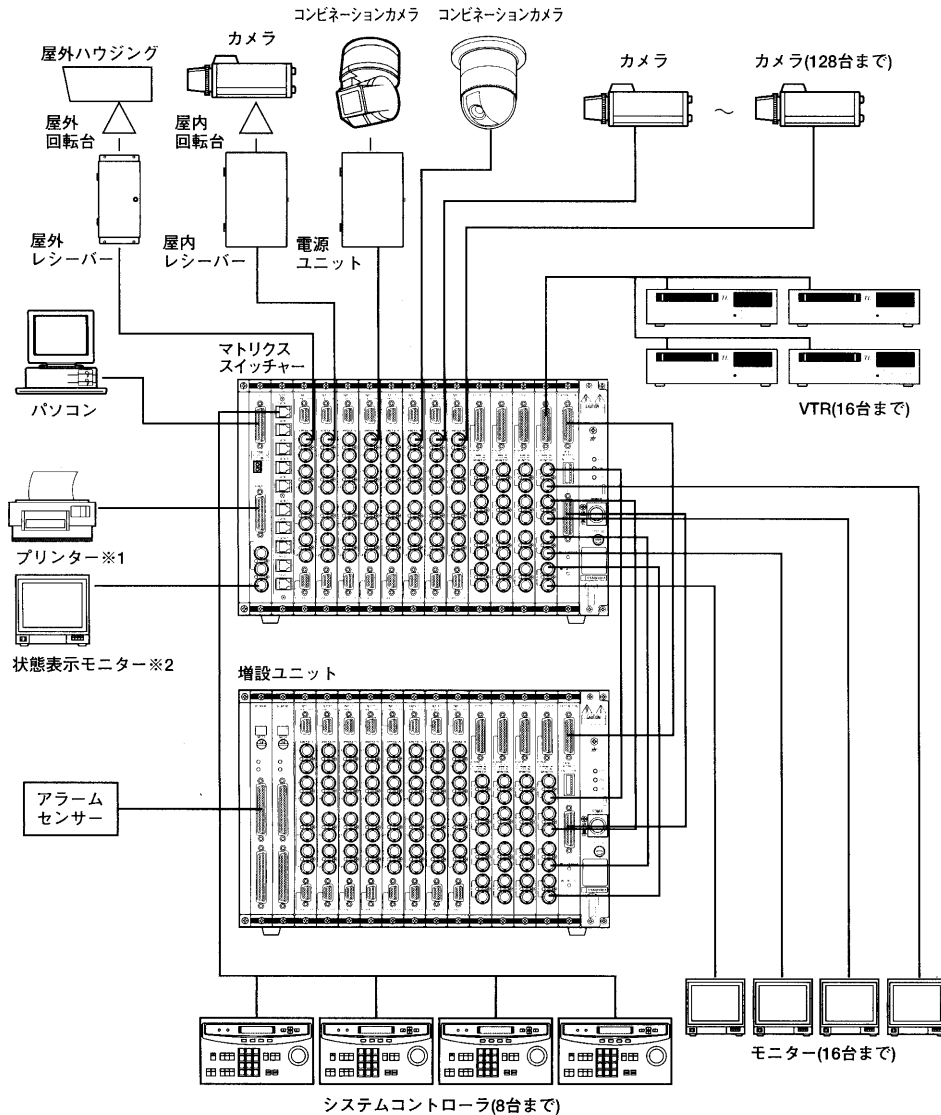 コンビネーションカメラ
コンビネーションカメラ
屋外ハウジング
カメラ
カメラ
カメラ(128台まで)
~
屋外
回転台
屋内
回転台
屋外
レシーバー
屋内
レシーバー
電源
ユニット
マトリクス
スイッチャー
パソコン
VTR(16台まで)
プリンター※1
状態表示モニター※2
増設ユニット
アラーム
センサー
モニター(16台まで)
システムコントローラ(8台まで)